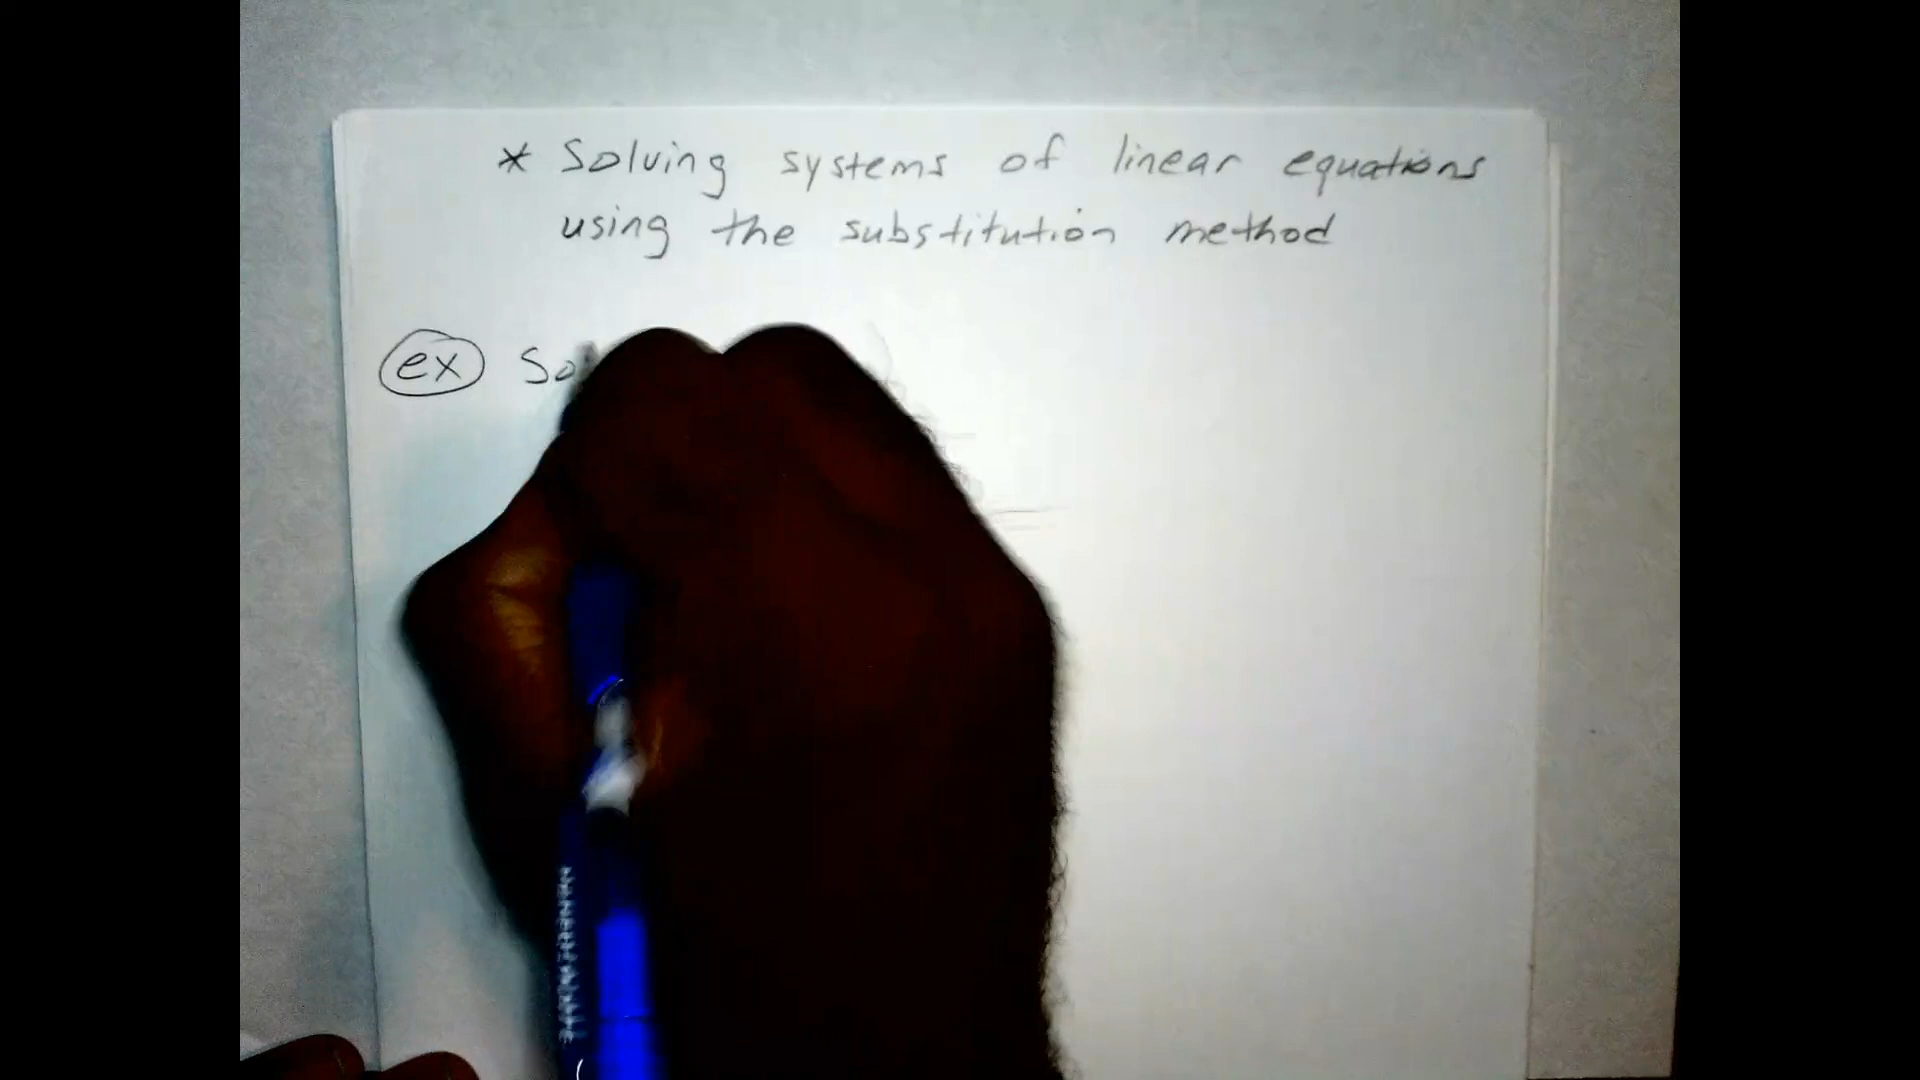 * Solving systems of linear equations
using the substitution method
ex